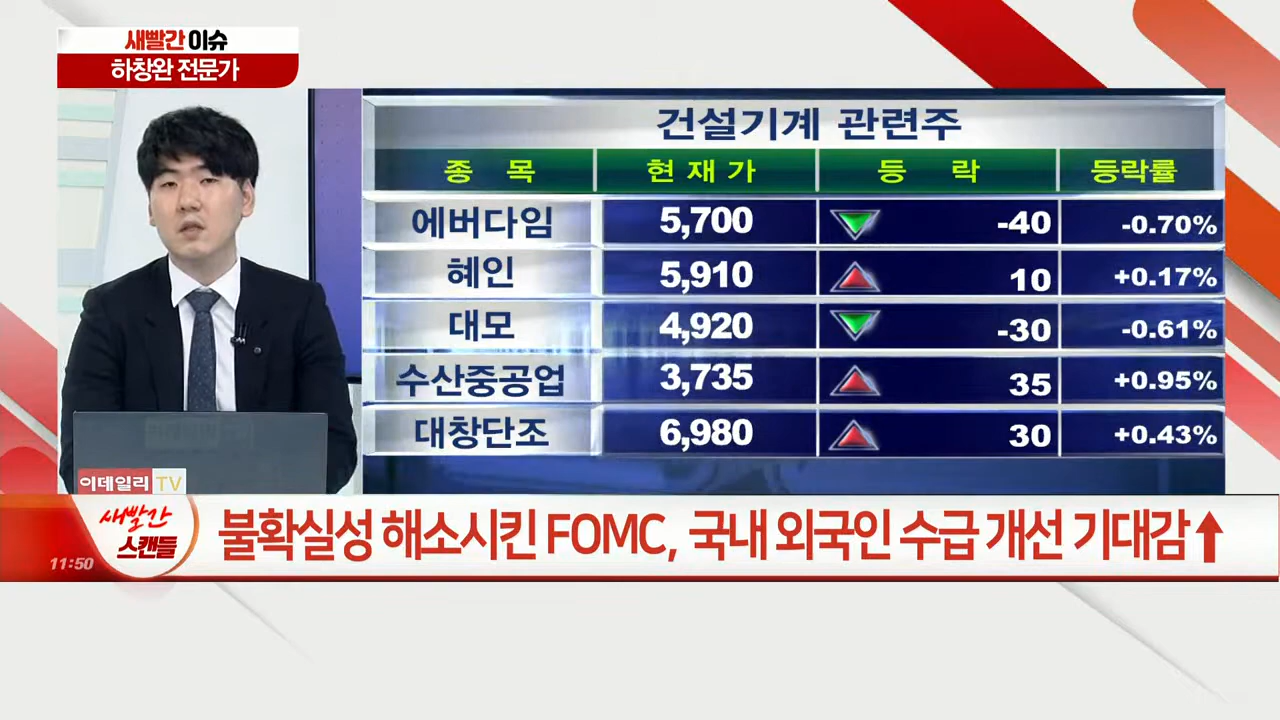 새빨간 이슈
하창완 전문가
건설기계 관련주
종 목 현 재 가 등 락 등락률
에버다임 5,700 -40 -0.70%
혜인 5,910 10 +0.17%
대모 4,920 -30 -0.61%
수산중공업 3,735 35 +0.95%
대창단조 6,980 30 +0.43%
이데일리 TV
새빨간
스캔들
11:50
불확실성 해소시킨 FOMC, 국내 외국인 수급 개선 기대감↑